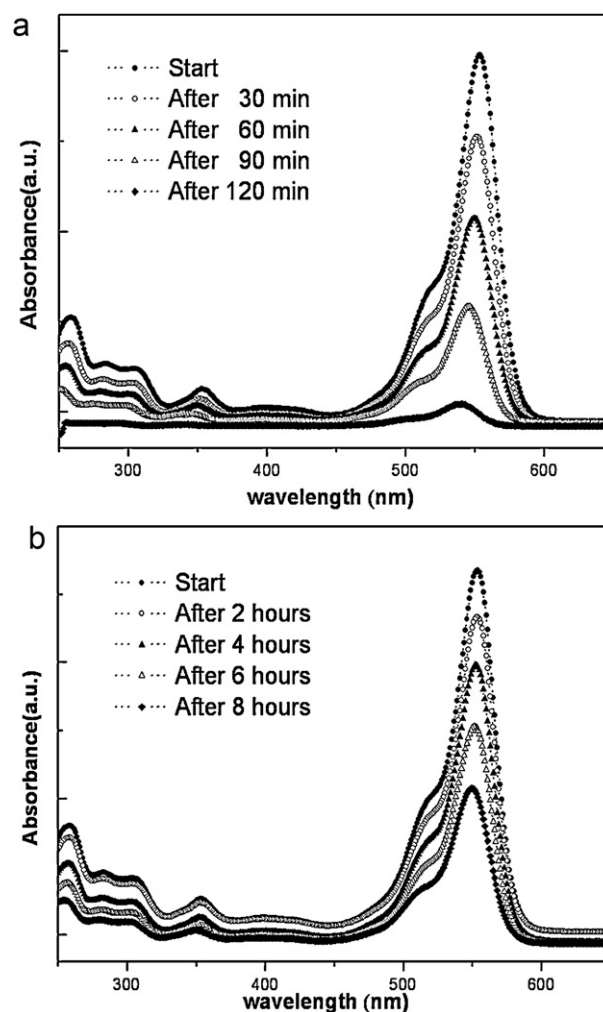 a
Start
After 30 min
After 60 min
After 90 min
After 120 min
Absorbance(a.u.)
300 400 500 600
wavelength (nm)
b
Start
After 2 hours
After 4 hours
After 6 hours
After 8 hours
Absorbance(a.u.)
300 400 500 600
wavelength (nm)